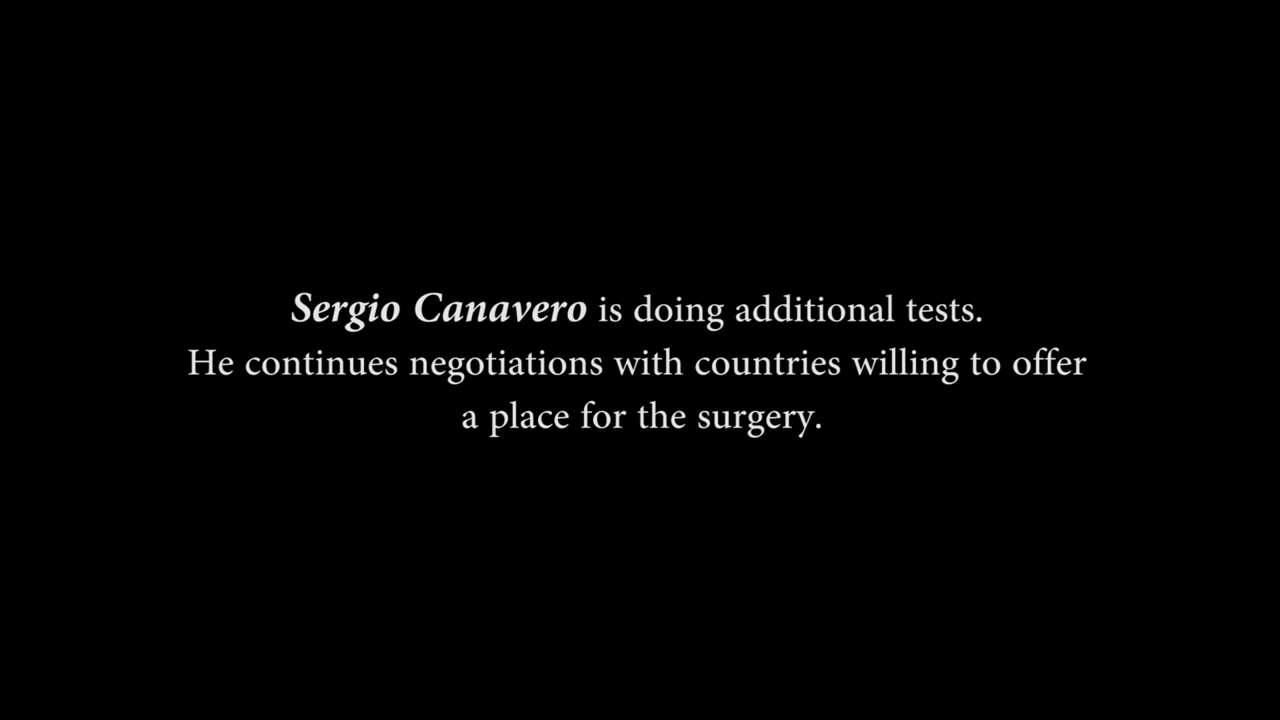 Sergio Canavero is doing additional tests.
He continues negotiations with countries willing to offer
a place for the surgery.